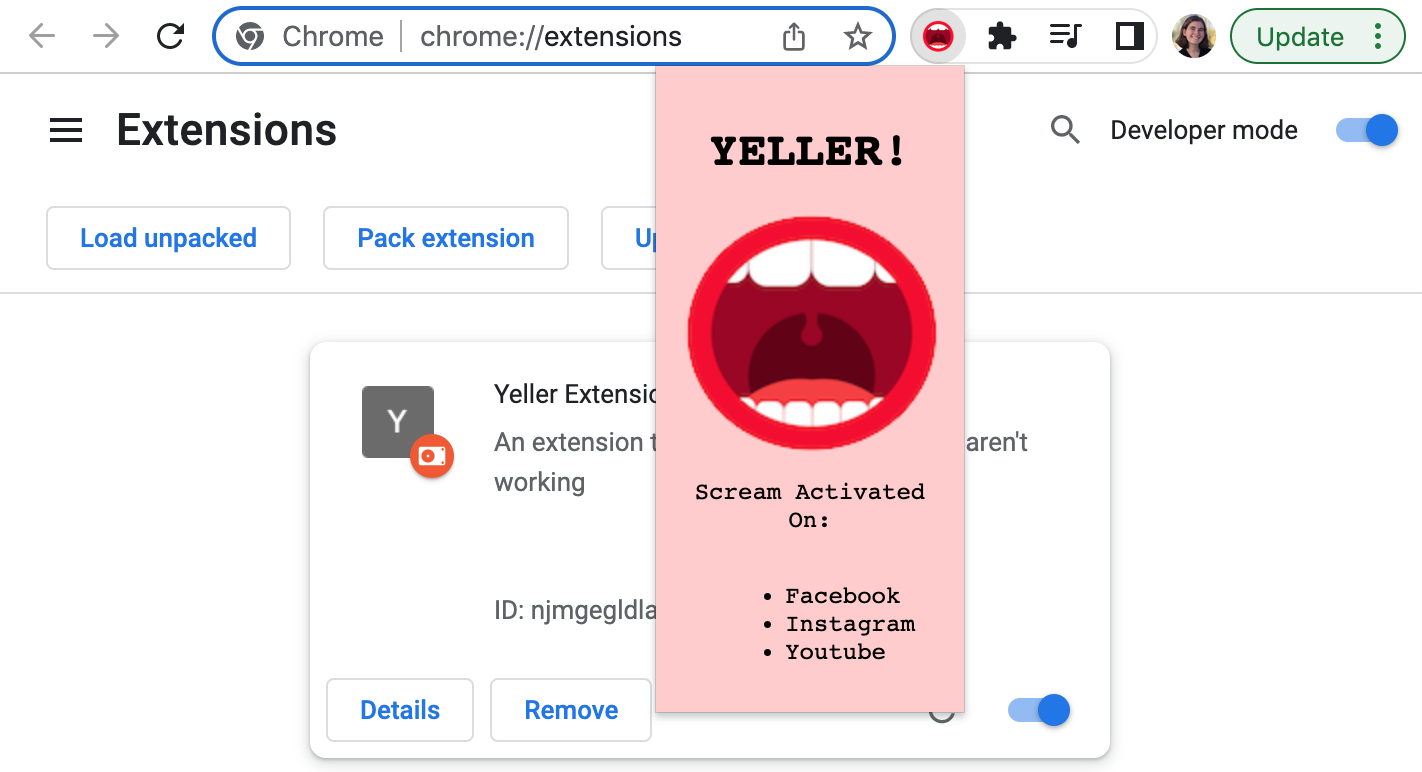 Chrome | chrome://extensions
Update
Extensions
Developer mode
Load unpacked
Pack extension
Up
YELLER!
Scream Activated
On:
• Facebook
• Instagram
• Youtube
Y
Yeller Extensio
An extension t
aren't
working
ID: njmgegldla
Details
Remove